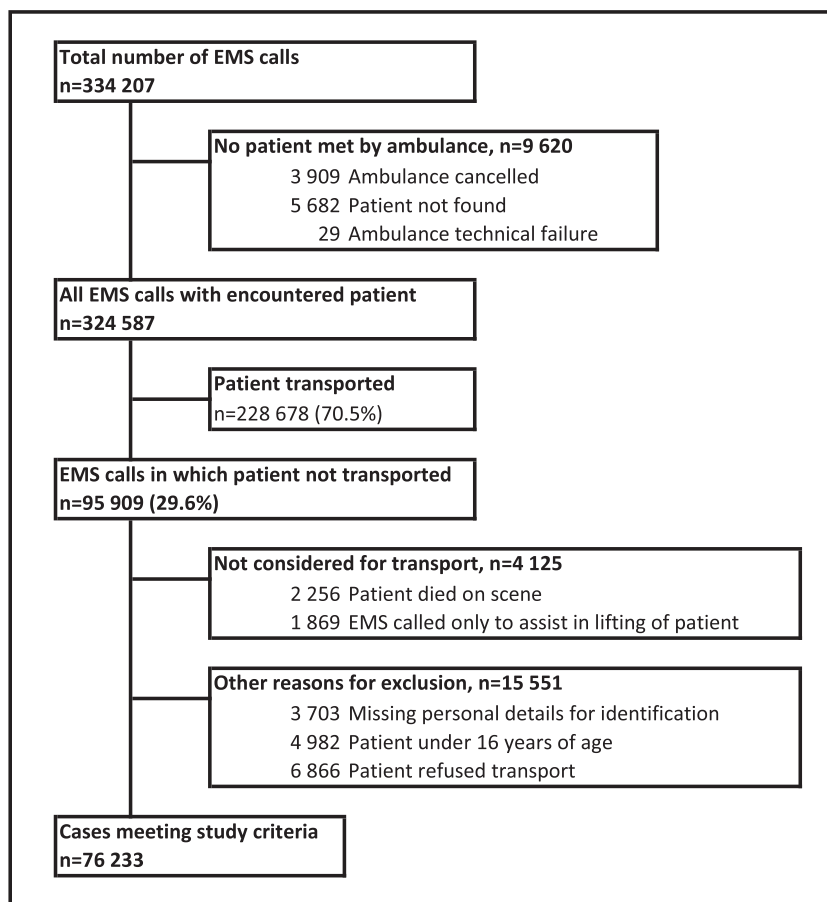 Total number of EMS calls
n=334 207
No patient met by ambulance, n=9 620
3 909 Ambulance cancelled
5 682 Patient not found
29 Ambulance technical failure
All EMS calls with encountered patient
n=324 587
Patient transported
n=228 678 (70.5%)
EMS calls in which patient not transported
n=95 909 (29.6%)
Not considered for transport, n=4 125
2 256 Patient died on scene
1 869 EMS called only to assist in lifting of patient
Other reasons for exclusion, n=15 551
3 703 Missing personal details for identification
4 982 Patient under 16 years of age
6 866 Patient refused transport
Cases meeting study criteria
n=76 233